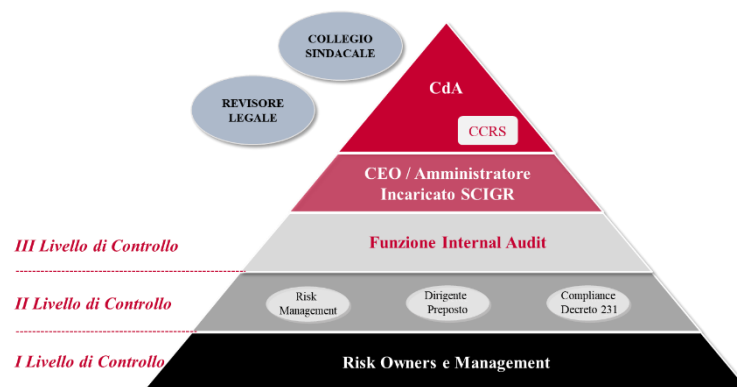 COLLEGIO
SINDACALE
REVISORE
LEGALE
CdA
CCRS
CEO / Amministratore
Incaricato SCIGR
III Livello di Controllo
Funzione Internal Audit
II Livello di Controllo
Risk
Management
Dirigente
Preposto
Compliance
Decreto 231
I Livello di Controllo
Risk Owners e Management